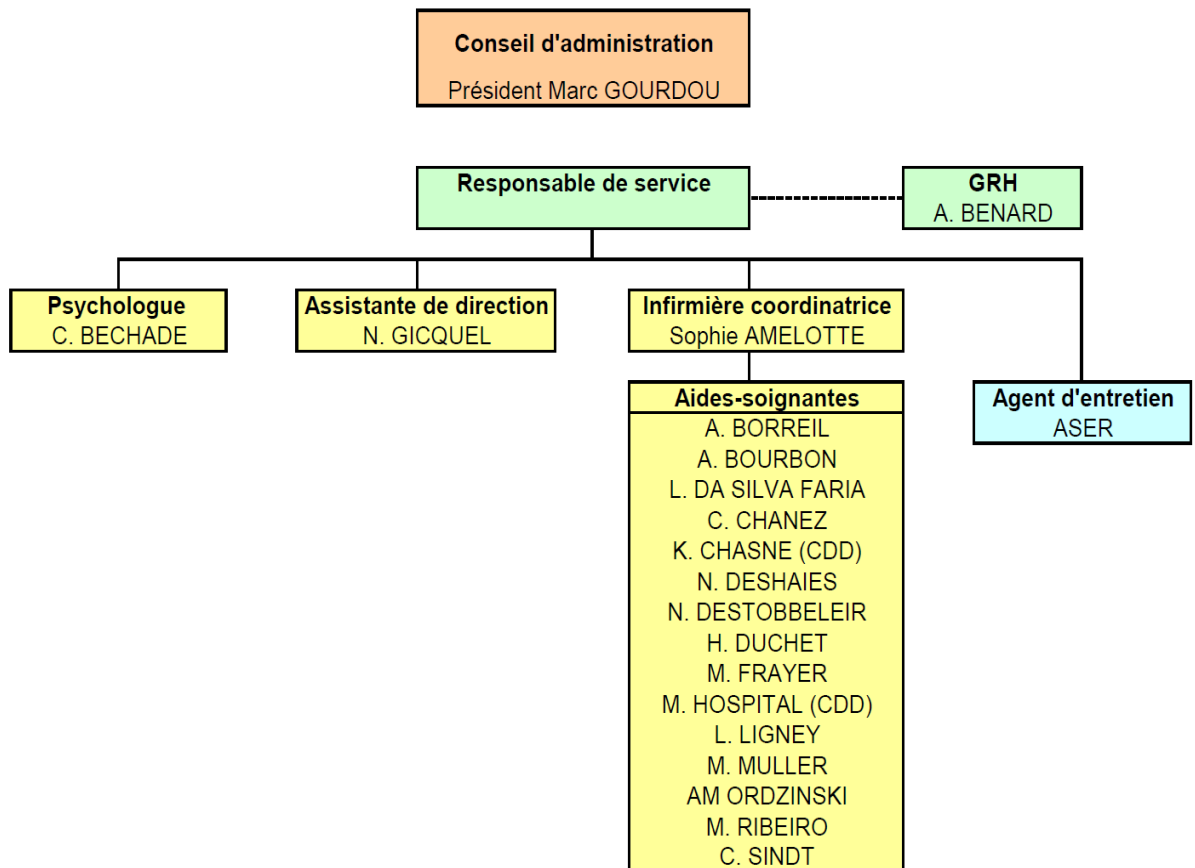 Conseil d'administration
Président Marc GOURDOU
Responsable de service
GRH
A. BENARD
Psychologue
C. BECHADE
Assistante de direction
N. GICQUEL
Infirmière coordinatrice
Sophie AMELOTTE
Aides-soignantes
A. BORREIL
A. BOURBON
L. DA SILVA FARIA
C. CHANEZ
K. CHASNE (CDD)
N. DESHAIES
N. DESTOBBELEIR
H. DUCHET
M. FRAYER
M. HOSPITAL (CDD)
L. LIGNEY
M. MULLER
AM ORDZINSKI
M. RIBEIRO
C. SINDT
Agent d'entretien
ASER